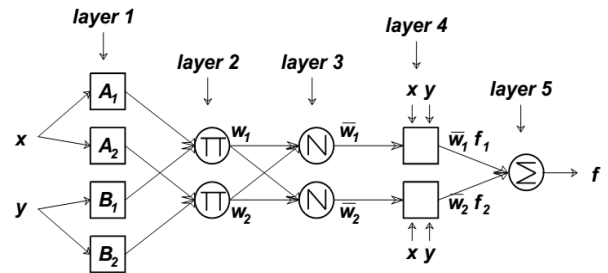 layer 1
layer 2
layer 3
layer 4
layer 5
x
y
A₁
A₂
B₁
B₂
Π
Π
w₁
w₂
N
N
w̅₁
w̅₂
x y
x y
w̅₁ f₁
w̅₂ f₂
Σ
f